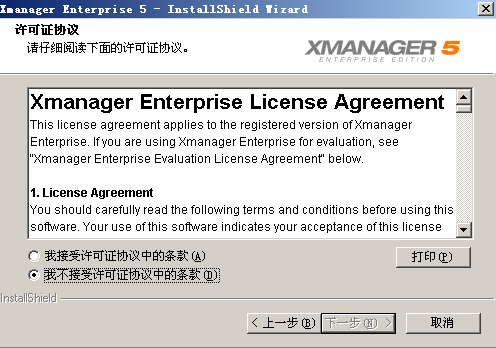 Xmanager Enterprise 5 - InstallShield Wizard
许可证协议
请仔细阅读下面的许可证协议。
XMANAGER 5
ENTERPRISE EDITION
Xmanager Enterprise License Agreement
This license agreement applies to the registered version of Xmanager
Enterprise. If you are using Xmanager Enterprise for evaluation, see
"Xmanager Enterprise Evaluation License Agreement" below.
1. License Agreement
You should carefully read the following terms and conditions before using this
software. Your use of this software indicates your acceptance of this license
我接受许可证协议中的条款(A)
打印(P)
我不接受许可证协议中的条款(D)
InstallShield
< 上一步(B)
下一步(N) >
取消